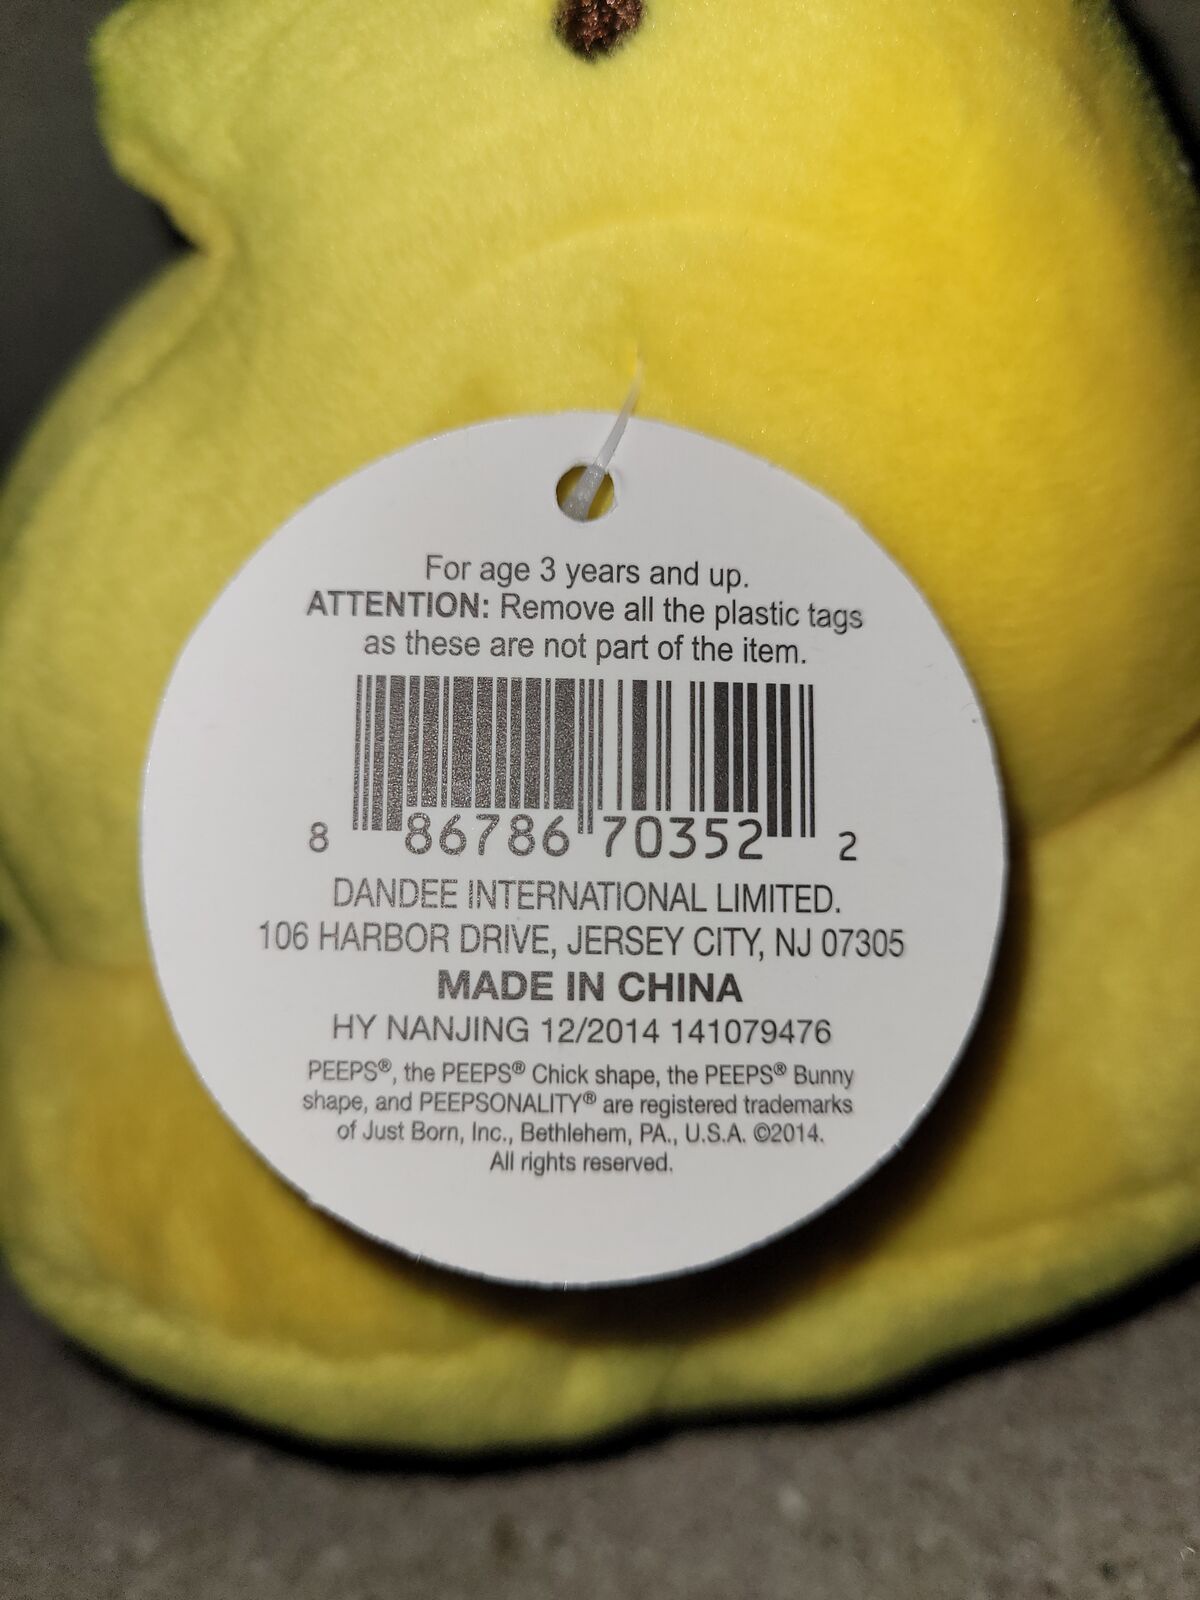 For age 3 years and up.
ATTENTION: Remove all the plastic tags
as these are not part of the item.
8 86786 70352 2
DANDEE INTERNATIONAL LIMITED.
106 HARBOR DRIVE, JERSEY CITY, NJ 07305
MADE IN CHINA
HY NANJING 12/2014 141079476
PEEPS®, the PEEPS® Chick shape, the PEEPS® Bunny
shape, and PEEPSONALITY® are registered trademarks
of Just Born, Inc., Bethlehem, PA., U.S.A. ©2014.
All rights reserved.